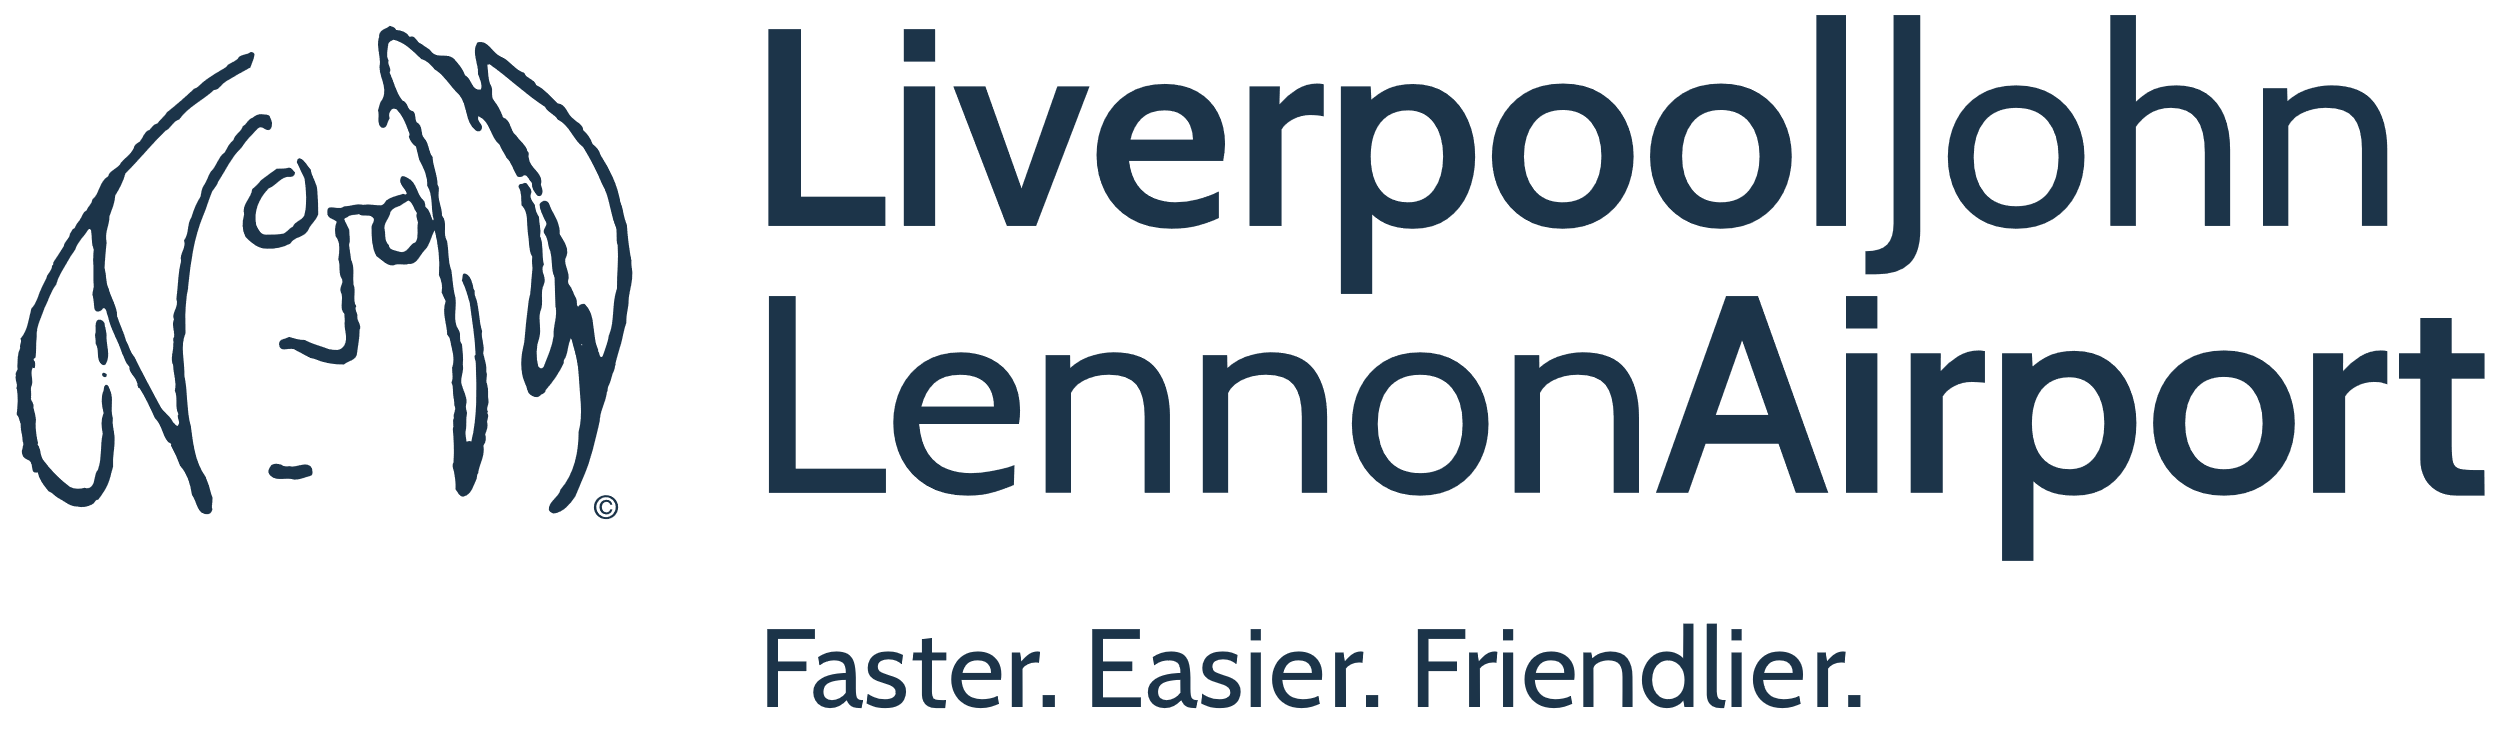 LiverpoolJohn
LennonAirport
©
Faster. Easier. Friendlier.